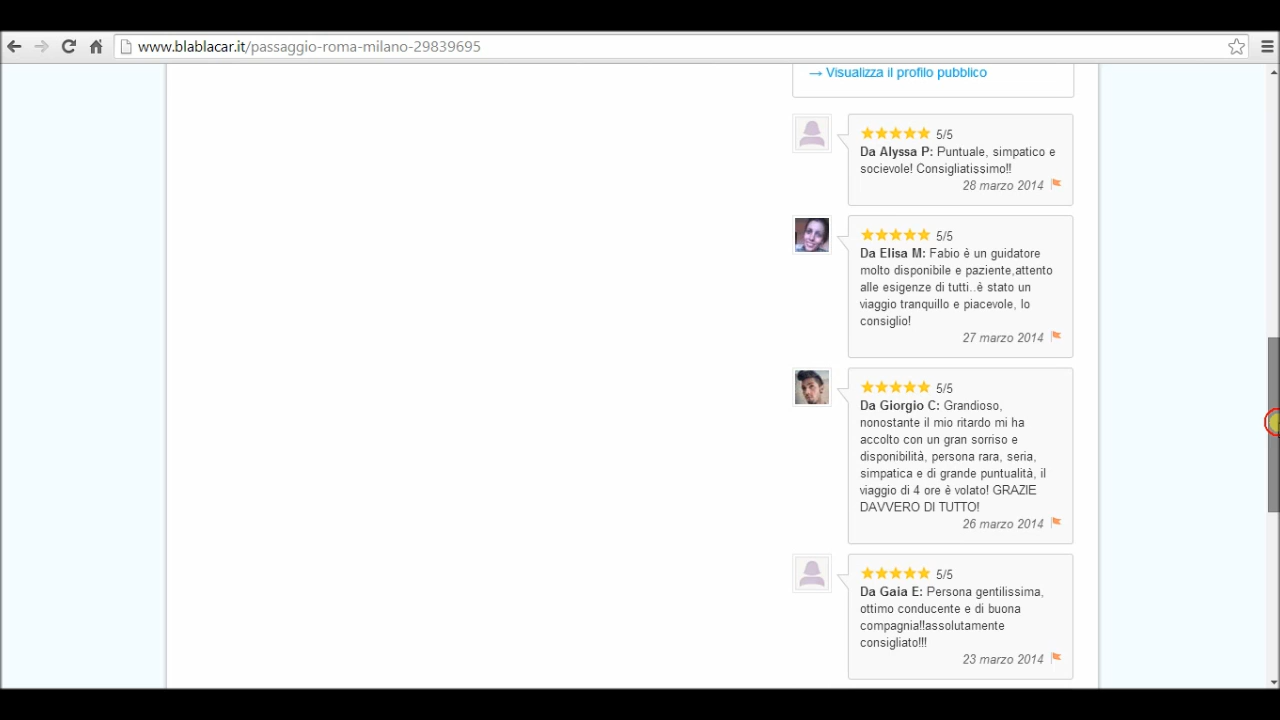 www.blablacar.it/passaggio-roma-milano-29839695
→ Visualizza il profilo pubblico
5/5
Da Alyssa P: Puntuale, simpatico e
socievole! Consigliatissimo!!
28 marzo 2014
5/5
Da Elisa M: Fabio è un guidatore
molto disponibile e paziente,attento
alle esigenze di tutti..è stato un
viaggio tranquillo e piacevole, lo
consiglio!
27 marzo 2014
5/5
Da Giorgio C: Grandioso,
nonostante il mio ritardo mi ha
accolto con un gran sorriso e
disponibilità, persona rara, seria,
simpatica e di grande puntualità, il
viaggio di 4 ore è volato! GRAZIE
DAVVERO DI TUTTO!
26 marzo 2014
5/5
Da Gaia E: Persona gentilissima,
ottimo conducente e di buona
compagnia!!assolutamente
consigliato!!!
23 marzo 2014